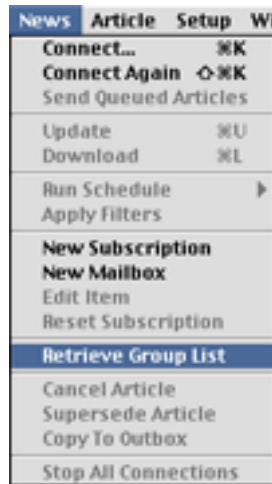 News Article Setup Wi
Connect... ⌘K
Connect Again ⇧⌘K
Send Queued Articles
Update ⌘U
Download ⌘L
Run Schedule
Apply Filters
New Subscription
New Mailbox
Edit Item
Reset Subscription
Retrieve Group List
Cancel Article
Supersede Article
Copy To Outbox
Stop All Connections